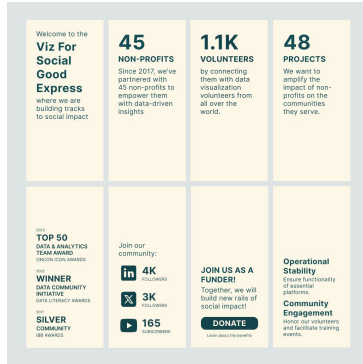 Welcome to the
Viz For
Social
Good
Express
where we are
building tracks
to social impact
45
NON-PROFITS
Since 2017, we've
partnered with
45 non-profits to
empower them
with data-driven
insights
1.1K
VOLUNTEERS
by connecting
them with data
visualization
volunteers from
all over the
world.
48
PROJECTS
We want to
amplify the
impact of non-
profits on the
communities
they serve.
TOP 50
DATA & ANALYTICS
TEAM AWARD
ONCON ICON AWARDS
WINNER
DATA COMMUNITY
INITIATIVE
DATA LITERACY AWARDS
SILVER
COMMUNITY
IIB AWARDS
Join our
community:
in
4K
FOLLOWERS
X
3K
FOLLOWERS
165
SUBSCRIBERS
JOIN US AS A
FUNDER!
Together, we will
build new rails of
social impact!
DONATE
Learn about the benefits
Operational
Stability
Ensure functionality
of essential
platforms.
Community
Engagement
Honor our volunteers
and facilitate training
events.